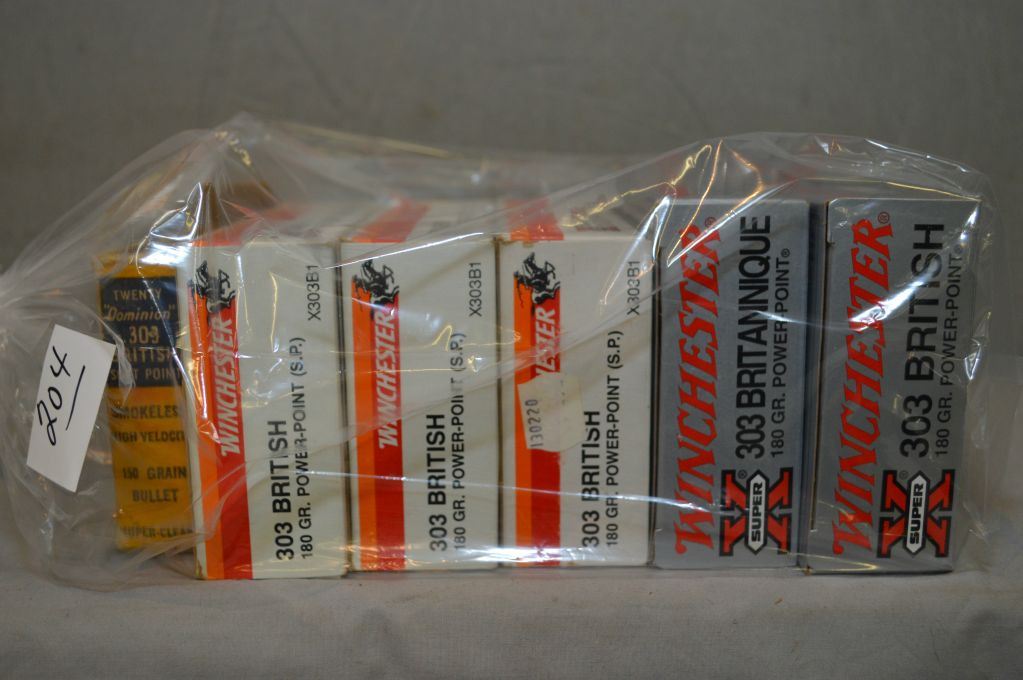 204
TWENTY
"Dominion"
303
BRITISH
SOFT POINT
SMOKELESS
HIGH VELOCITY
150 GRAIN
BULLET
SUPER-CLEAN
WINCHESTER
X303B1
303 BRITISH
180 GR. POWER-POINT (S.P.)
WINCHESTER
X303B1
303 BRITISH
180 GR. POWER-POINT (S.P.)
130220
X303B1
303 BRITISH
180 GR. POWER-POINT (S.P.)
WINCHESTER®
X SUPER X
303 BRITANNIQUE
180 GR. POWER-POINT®
WINCHESTER®
X SUPER X®
303 BRITISH
180 GR. POWER-POINT